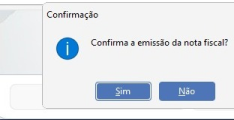 Confirmação
Confirma a emissão da nota fiscal?
Sim
Não